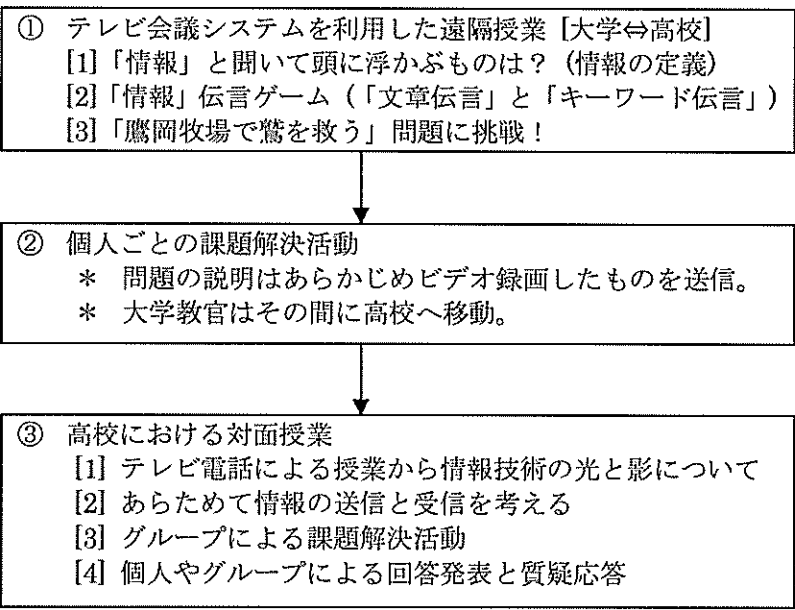 ① テレビ会議システムを利用した遠隔授業 [大学⇔高校]
[1]「情報」と聞いて頭に浮かぶものは？（情報の定義）
[2]「情報」伝言ゲーム（「文章伝言」と「キーワード伝言」）
[3]「鷹岡牧場で鷲を救う」問題に挑戦！
② 個人ごとの課題解決活動
＊ 問題の説明はあらかじめビデオ録画したものを送信。
＊ 大学教官はその間に高校へ移動。
③ 高校における対面授業
[1] テレビ電話による授業から情報技術の光と影について
[2] あらためて情報の送信と受信を考える
[3] グループによる課題解決活動
[4] 個人やグループによる回答発表と質疑応答